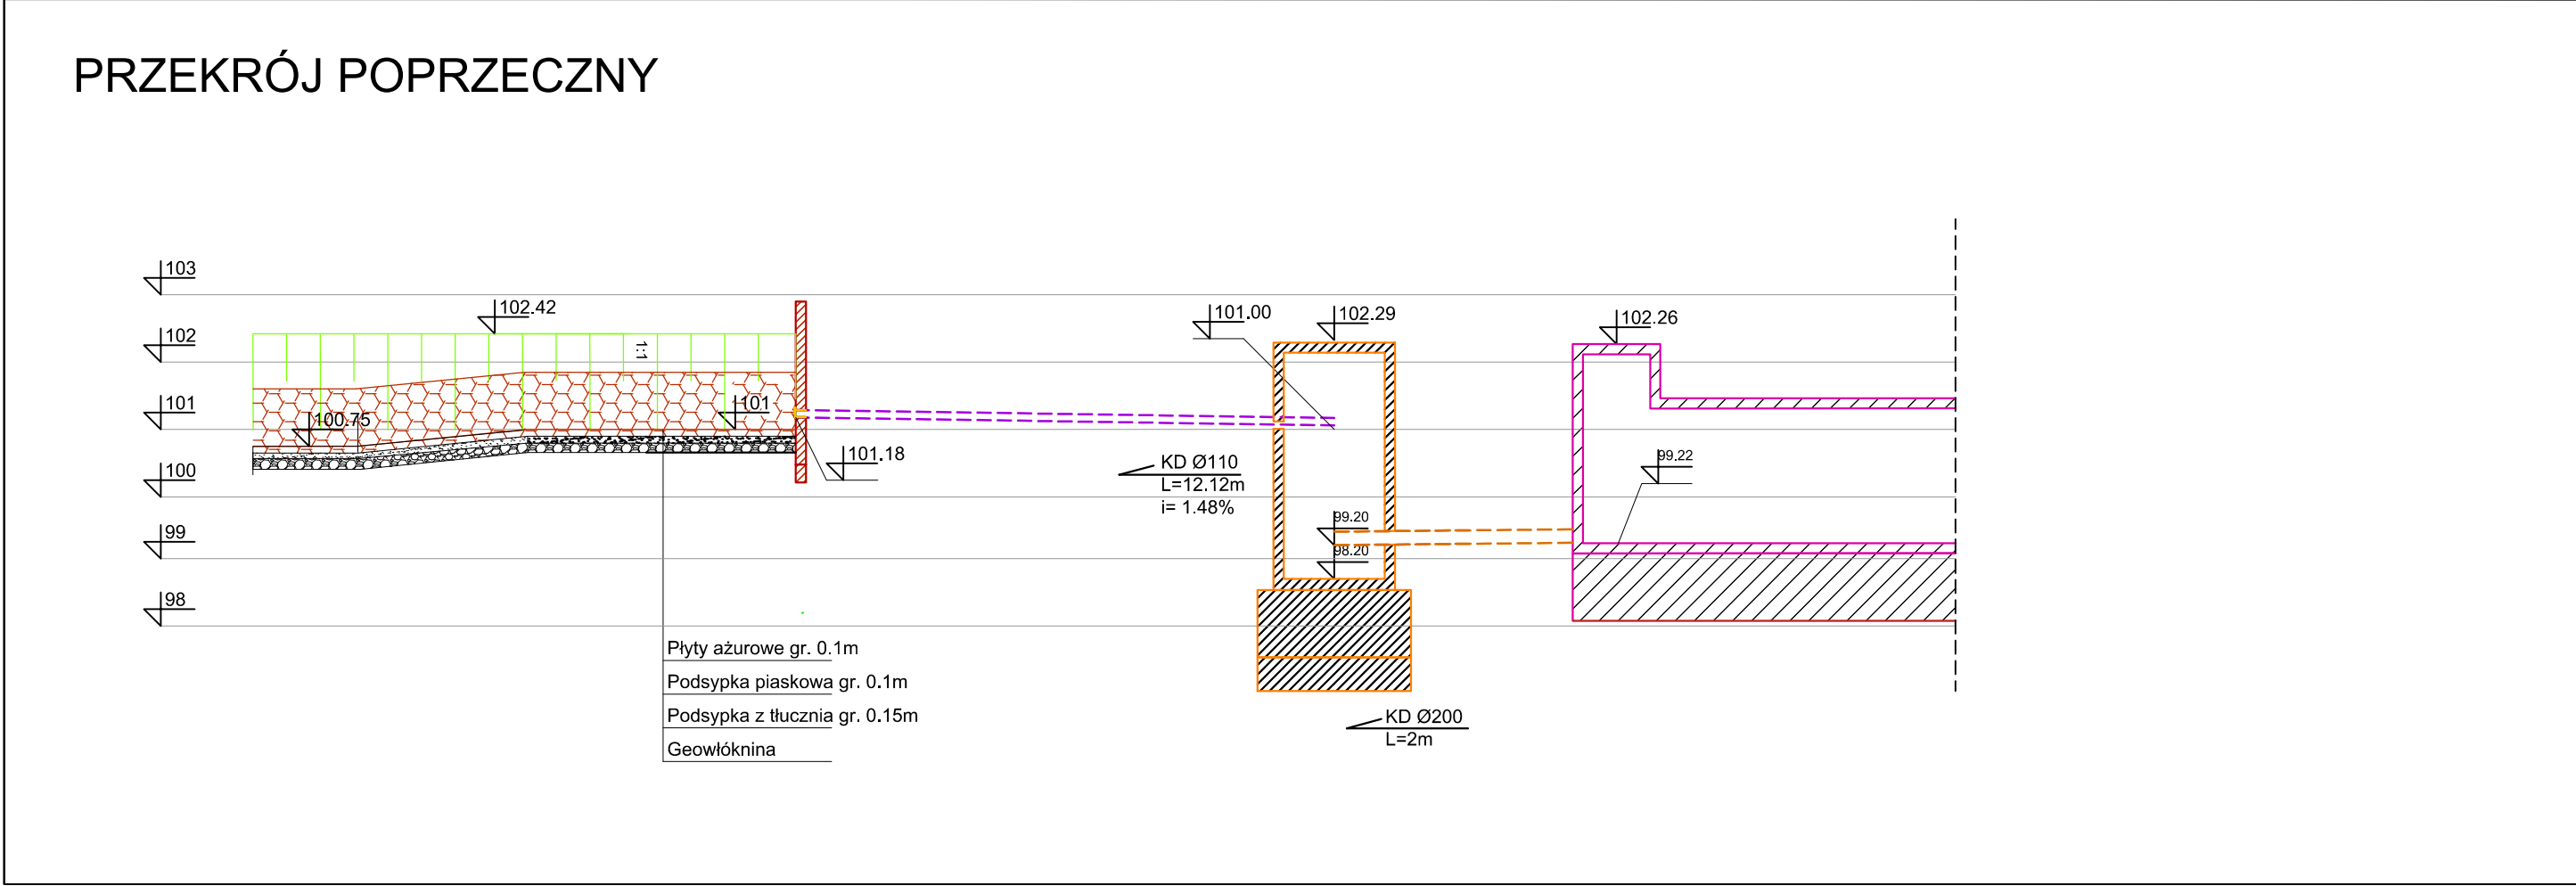 PRZEKRÓJ POPRZECZNY
103
102
101
100
99
98
102.42
1:1
100.75
101
101.18
101.00
102.29
102.26
99.22
KD Ø110
L=12.12m
i= 1.48%
99.20
98.20
Płyty ażurowe gr. 0.1m
Podsypka piaskowa gr. 0.1m
Podsypka z tłucznia gr. 0.15m
Geowłóknina
KD Ø200
L=2m